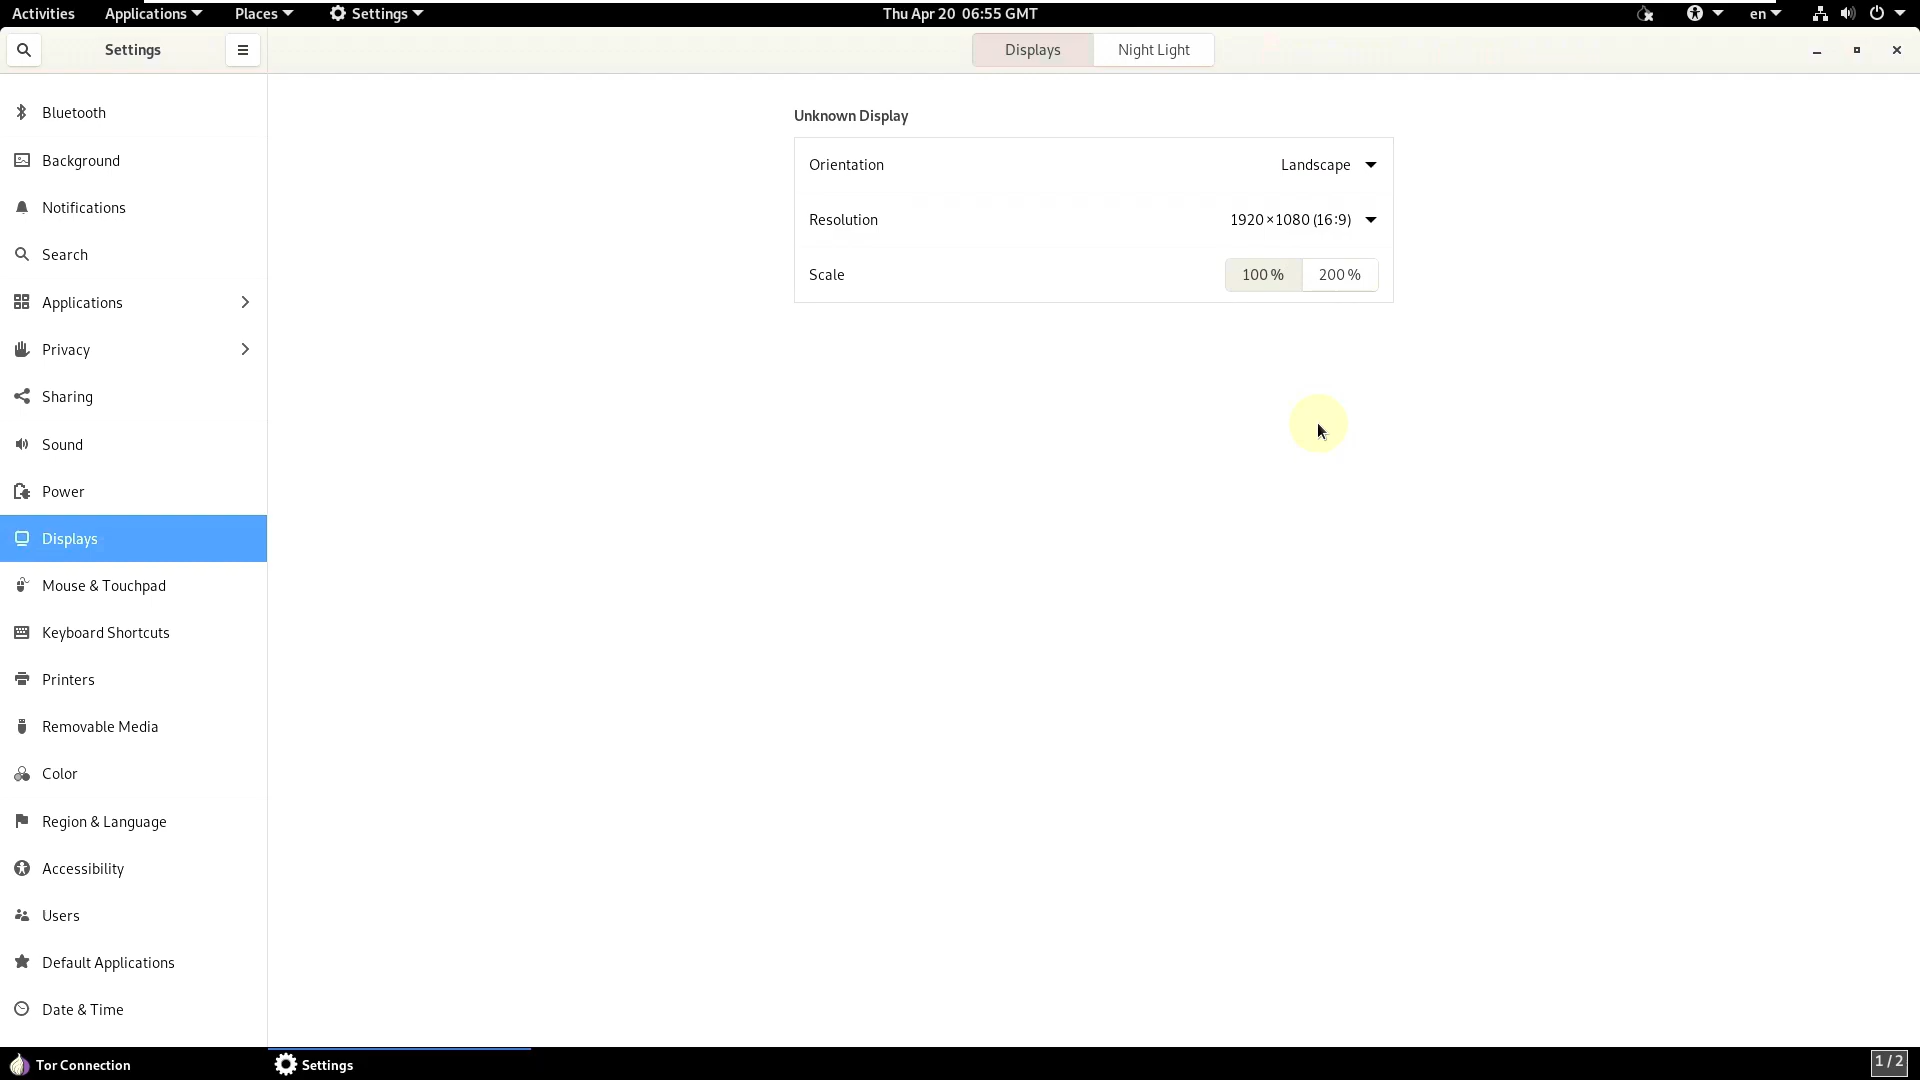 Activities Applications Places Settings Thu Apr 20 06:55 GMT en
Settings Displays Night Light
Bluetooth
Background
Notifications
Search
Applications
Privacy
Sharing
Sound
Power
Displays
Mouse & Touchpad
Keyboard Shortcuts
Printers
Removable Media
Color
Region & Language
Accessibility
Users
Default Applications
Date & Time
Unknown Display
Orientation Landscape
Resolution 1920×1080 (16:9)
Scale 100 % 200 %
Tor Connection Settings 1 / 2